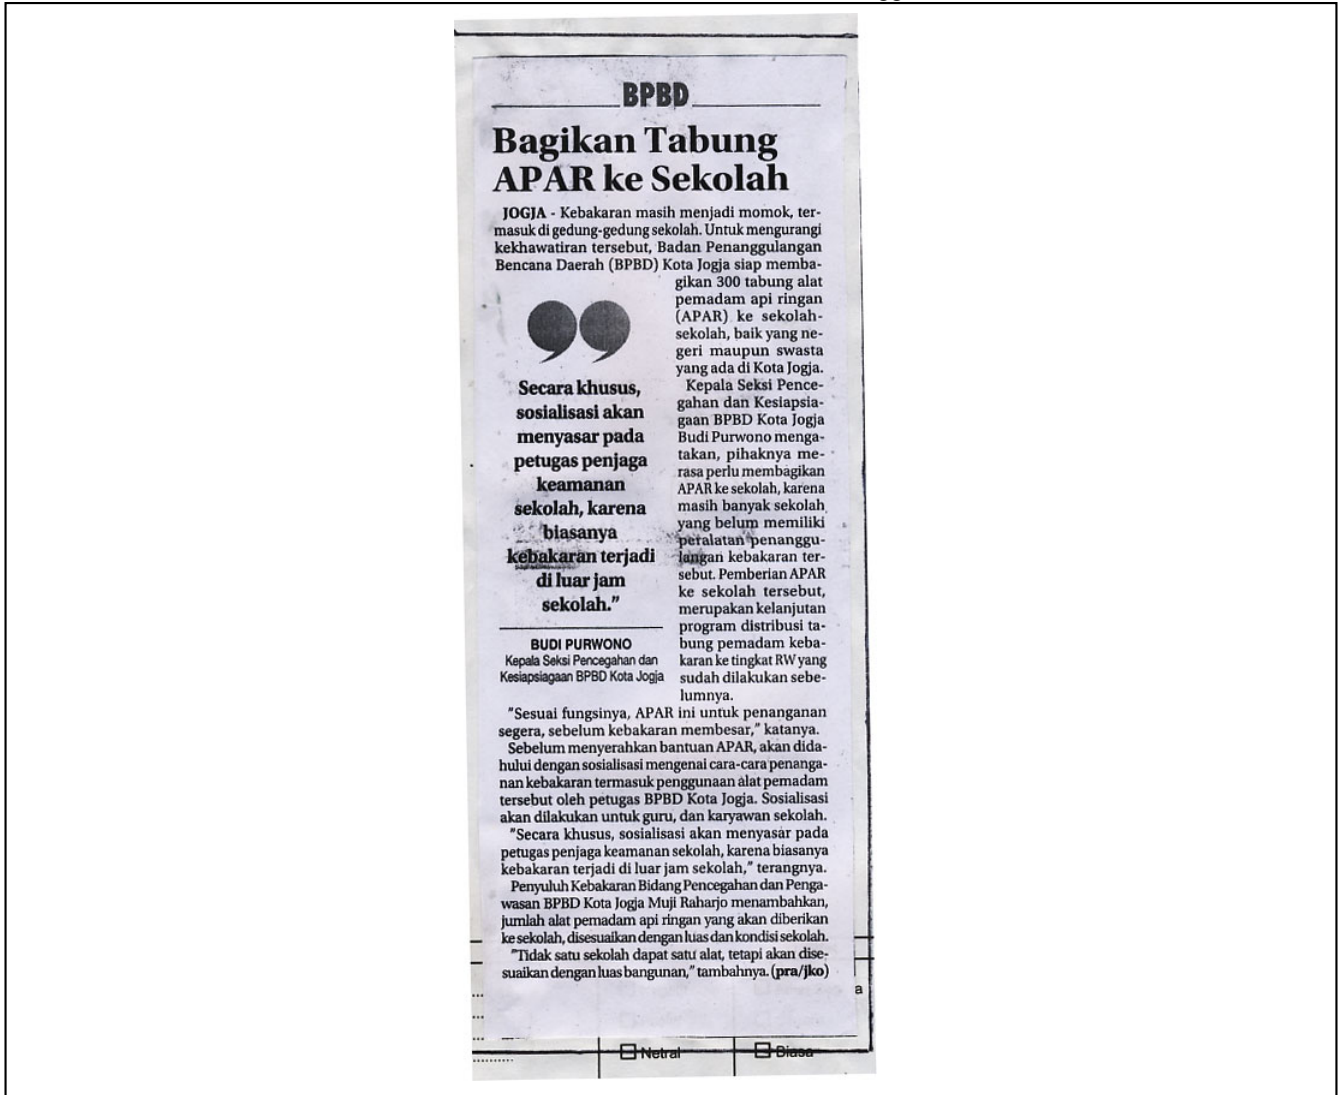 BPBD
Bagikan Tabung
APAR ke Sekolah
JOGJA - Kebakaran masih menjadi momok, ter-
masuk di gedung-gedung sekolah. Untuk mengurangi
kekhawatiran tersebut, Badan Penanggulangan
Bencana Daerah (BPBD) Kota Jogja siap memba-
gikan 300 tabung alat
pemadam api ringan
(APAR) ke sekolah-
sekolah, baik yang ne-
geri maupun swasta
yang ada di Kota Jogja.
Kepala Seksi Pence-
gahan dan Kesiapsia-
gaan BPBD Kota Jogja
Budi Purwono menga-
takan, pihaknya me-
rasa perlu membagikan
APAR ke sekolah, karena
masih banyak sekolah
yang belum memiliki
peralatan penanggu-
langan kebakaran ter-
sebut. Pemberian APAR
ke sekolah tersebut,
merupakan kelanjutan
program distribusi ta-
bung pemadam keba-
karan ke tingkat RW yang
sudah dilakukan sebe-
lumnya.
"Secara khusus,
sosialisasi akan
menyasar pada
petugas penjaga
keamanan
sekolah, karena
biasanya
kebakaran terjadi
di luar jam
sekolah."
BUDI PURWONO
Kepala Seksi Pencegahan dan
Kesiapsiagaan BPBD Kota Jogja
"Sesuai fungsinya, APAR ini untuk penanganan
segera, sebelum kebakaran membesar," katanya.
Sebelum menyerahkan bantuan APAR, akan dida-
hului dengan sosialisasi mengenai cara-cara penanga-
nan kebakaran termasuk penggunaan alat pemadam
tersebut oleh petugas BPBD Kota Jogja. Sosialisasi
akan dilakukan untuk guru, dan karyawan sekolah.
"Secara khusus, sosialisasi akan menyasar pada
petugas penjaga keamanan sekolah, karena biasanya
kebakaran terjadi di luar jam sekolah," terangnya.
Penyuluh Kebakaran Bidang Pencegahan dan Penga-
wasan BPBD Kota Jogja Muji Raharjo menambahkan,
jumlah alat pemadam api ringan yang akan diberikan
ke sekolah, disesuaikan dengan luas dan kondisi sekolah.
"Tidak satu sekolah dapat satu alat, tetapi akan dise-
suaikan dengan luas bangunan," tambahnya. (pra/jko)
a
Netral
Biasa